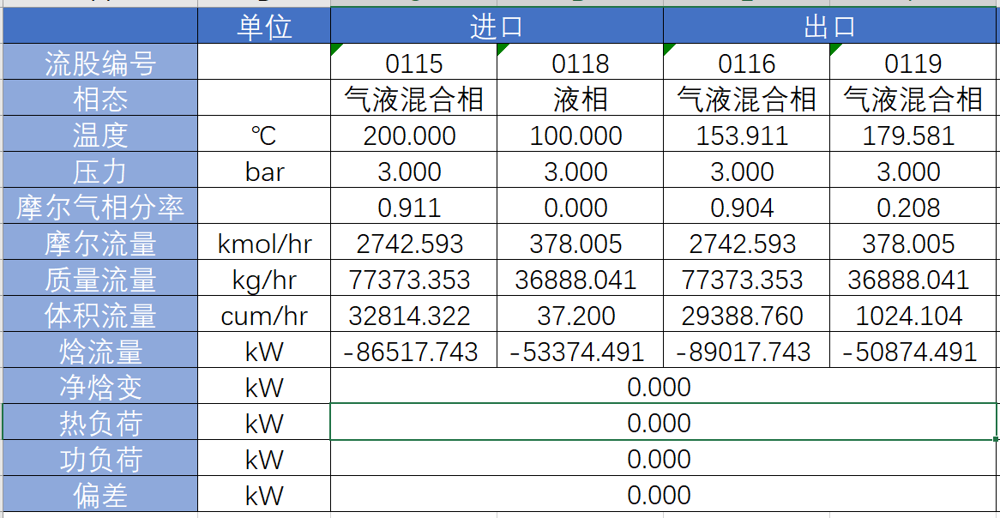 单位 进口 出口
流股编号 0115 0118 0116 0119
相态 气液混合相 液相 气液混合相 气液混合相
温度 ℃ 200.000 100.000 153.911 179.581
压力 bar 3.000 3.000 3.000 3.000
摩尔气相分率 0.911 0.000 0.904 0.208
摩尔流量 kmol/hr 2742.593 378.005 2742.593 378.005
质量流量 kg/hr 77373.353 36888.041 77373.353 36888.041
体积流量 cum/hr 32814.322 37.200 29388.760 1024.104
焓流量 kW -86517.743 -53374.491 -89017.743 -50874.491
净焓变 kW 0.000
热负荷 kW 0.000
功负荷 kW 0.000
偏差 kW 0.000